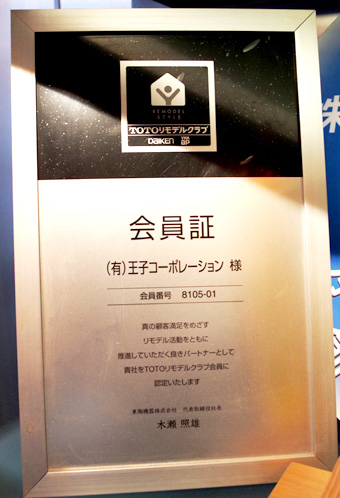 REMODEL
STYLE
TOTOリモデルクラブ
DAIKEN YKK ap
会員証
(有)王子コーポレーション 様
会員番号 8105-01
真の顧客満足をめざす
リモデル活動をともに
推進していただく良きパートナーとして
貴社をTOTOリモデルクラブ会員に
認定いたします
東陶機器株式会社 代表取締役社長
木瀬 照雄
株